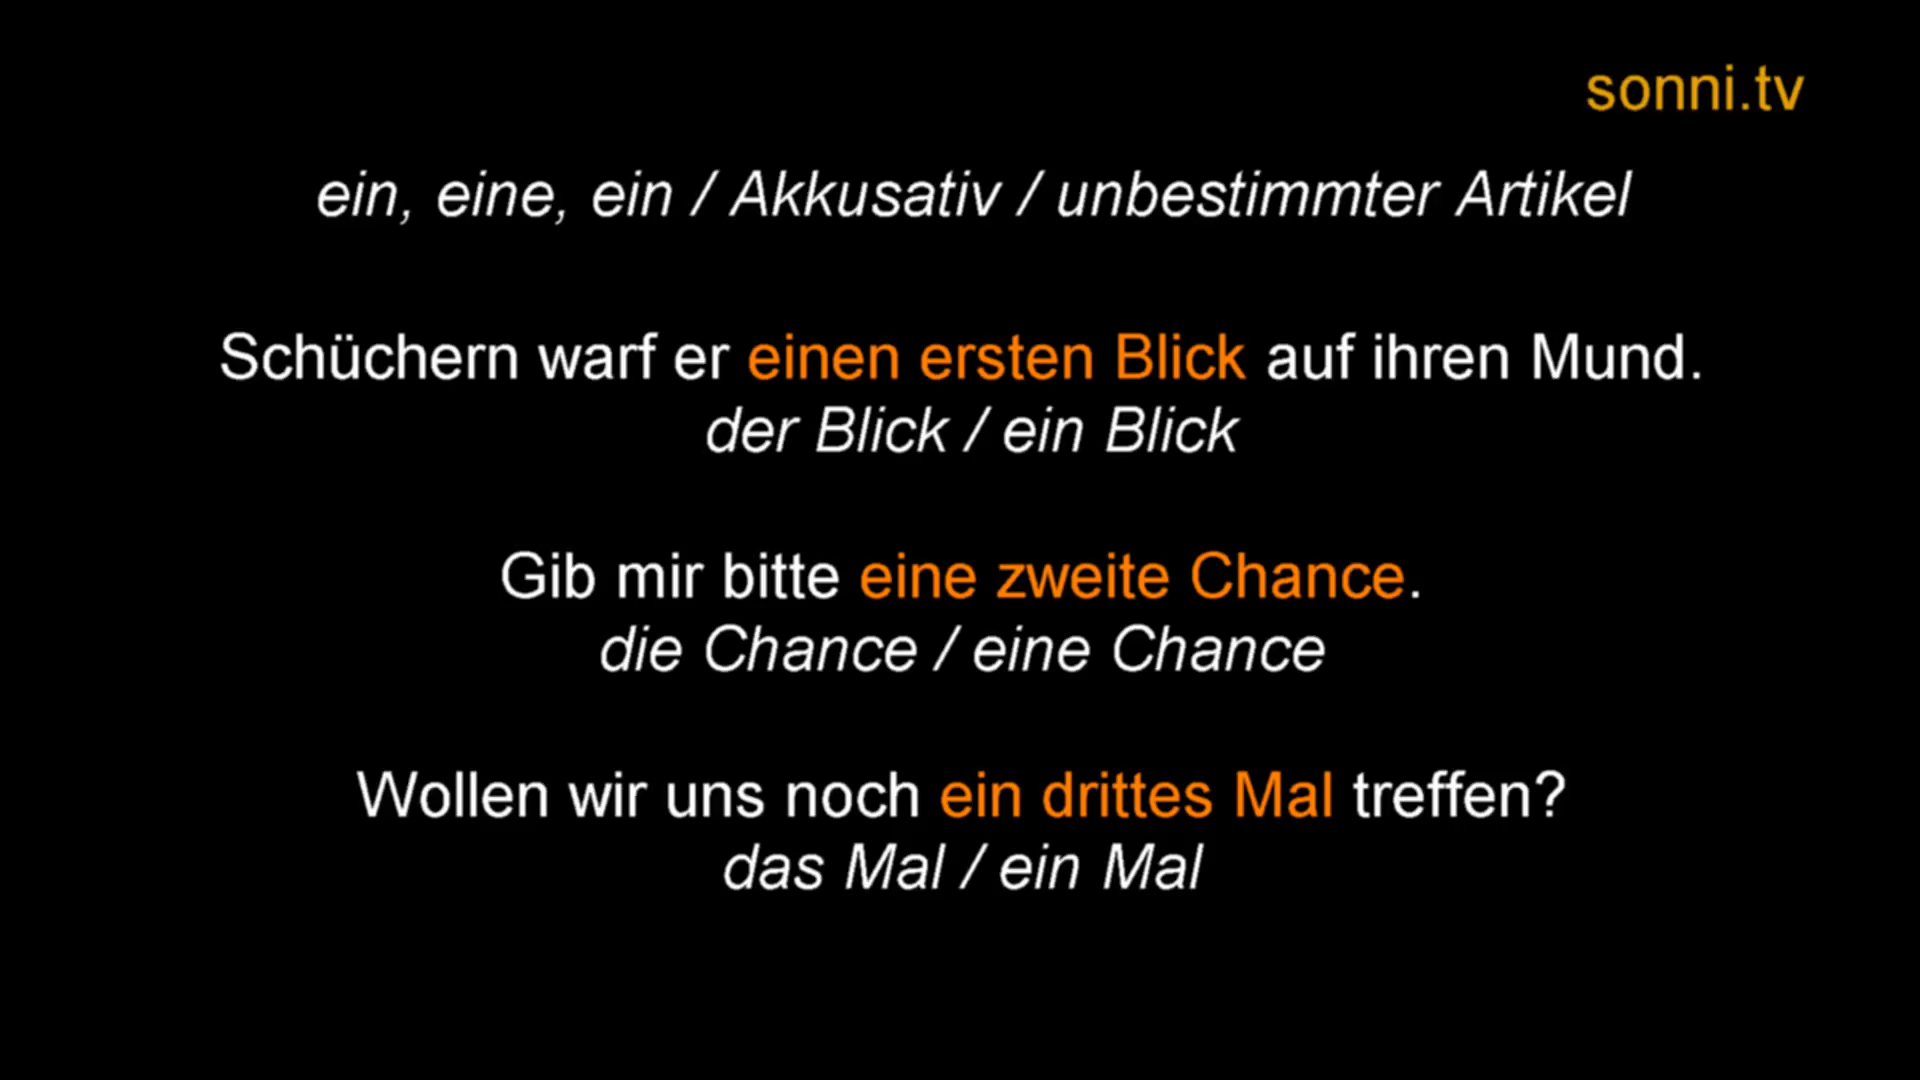 sonni.tv
ein, eine, ein / Akkusativ / unbestimmter Artikel
Schüchern warf er einen ersten Blick auf ihren Mund.
der Blick / ein Blick
Gib mir bitte eine zweite Chance.
die Chance / eine Chance
Wollen wir uns noch ein drittes Mal treffen?
das Mal / ein Mal